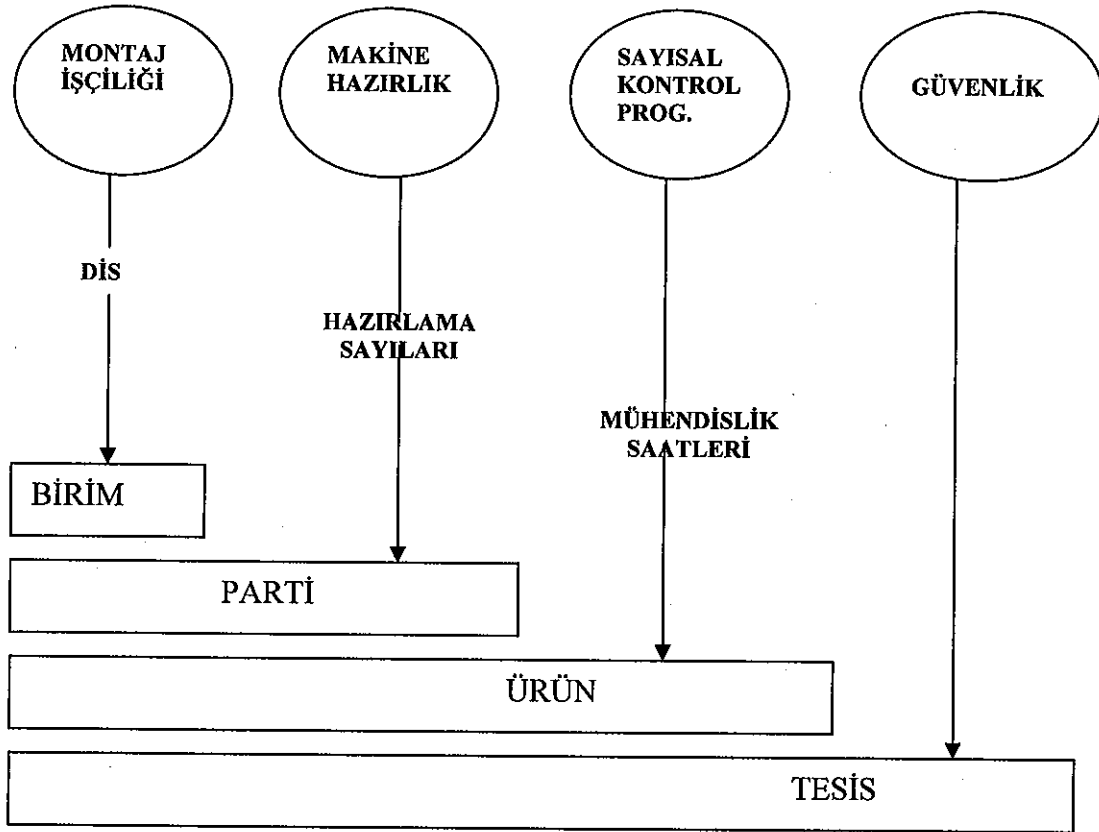 MONTAJ
İŞÇİLİĞİ
MAKİNE
HAZIRLIK
SAYISAL
KONTROL
PROG.
GÜVENLİK
DİS
HAZIRLAMA
SAYILARI
MÜHENDİSLİK
SAATLERİ
BİRİM
PARTİ
ÜRÜN
TESİS